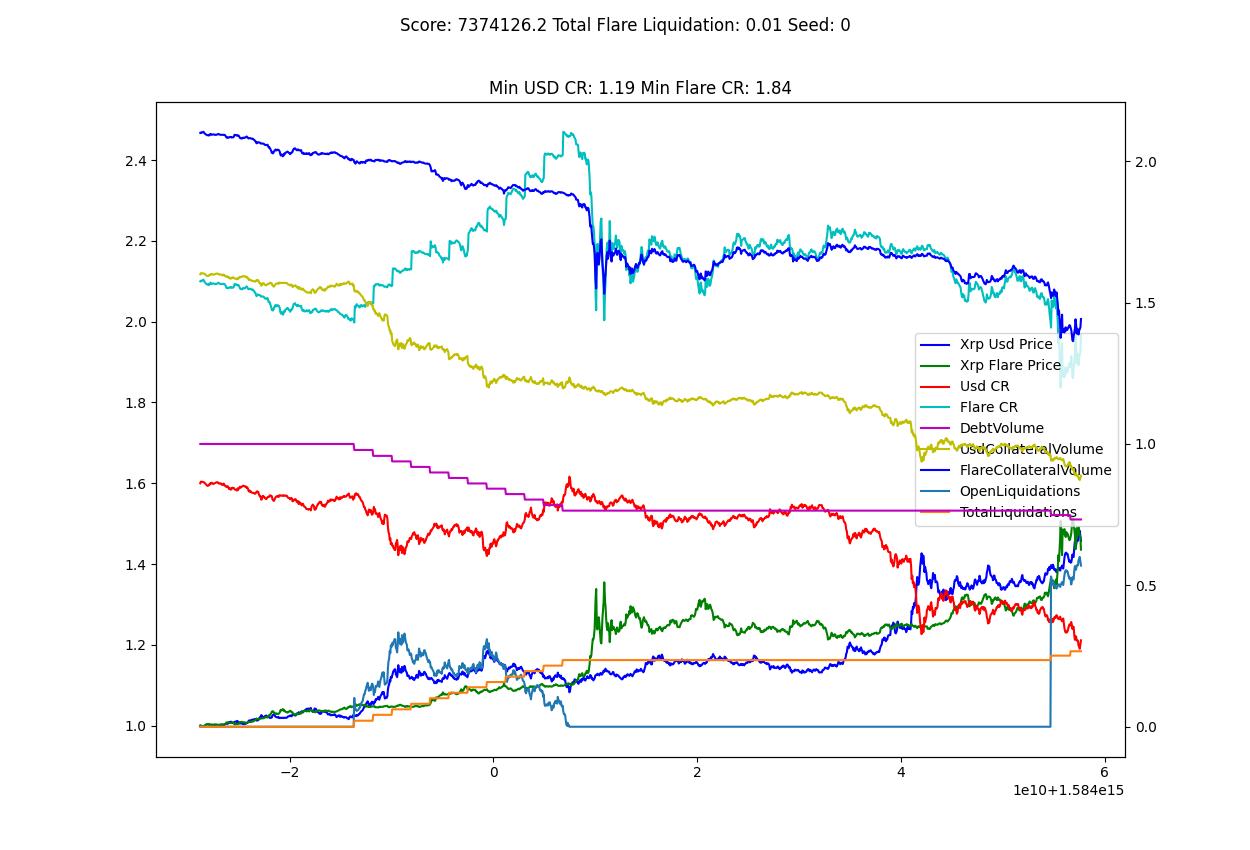 Score: 7374126.2 Total Flare Liquidation: 0.01 Seed: 0
Min USD CR: 1.19 Min Flare CR: 1.84
2.4
2.2
2.0
1.8
1.6
1.4
1.2
1.0
2.0
1.5
1.0
0.5
0.0
Xrp Usd Price
Xrp Flare Price
Usd CR
Flare CR
DebtVolume
UsdCollateralVolume
FlareCollateralVolume
OpenLiquidations
TotalLiquidations
−2
0
2
4
6
1e10+1.584e15